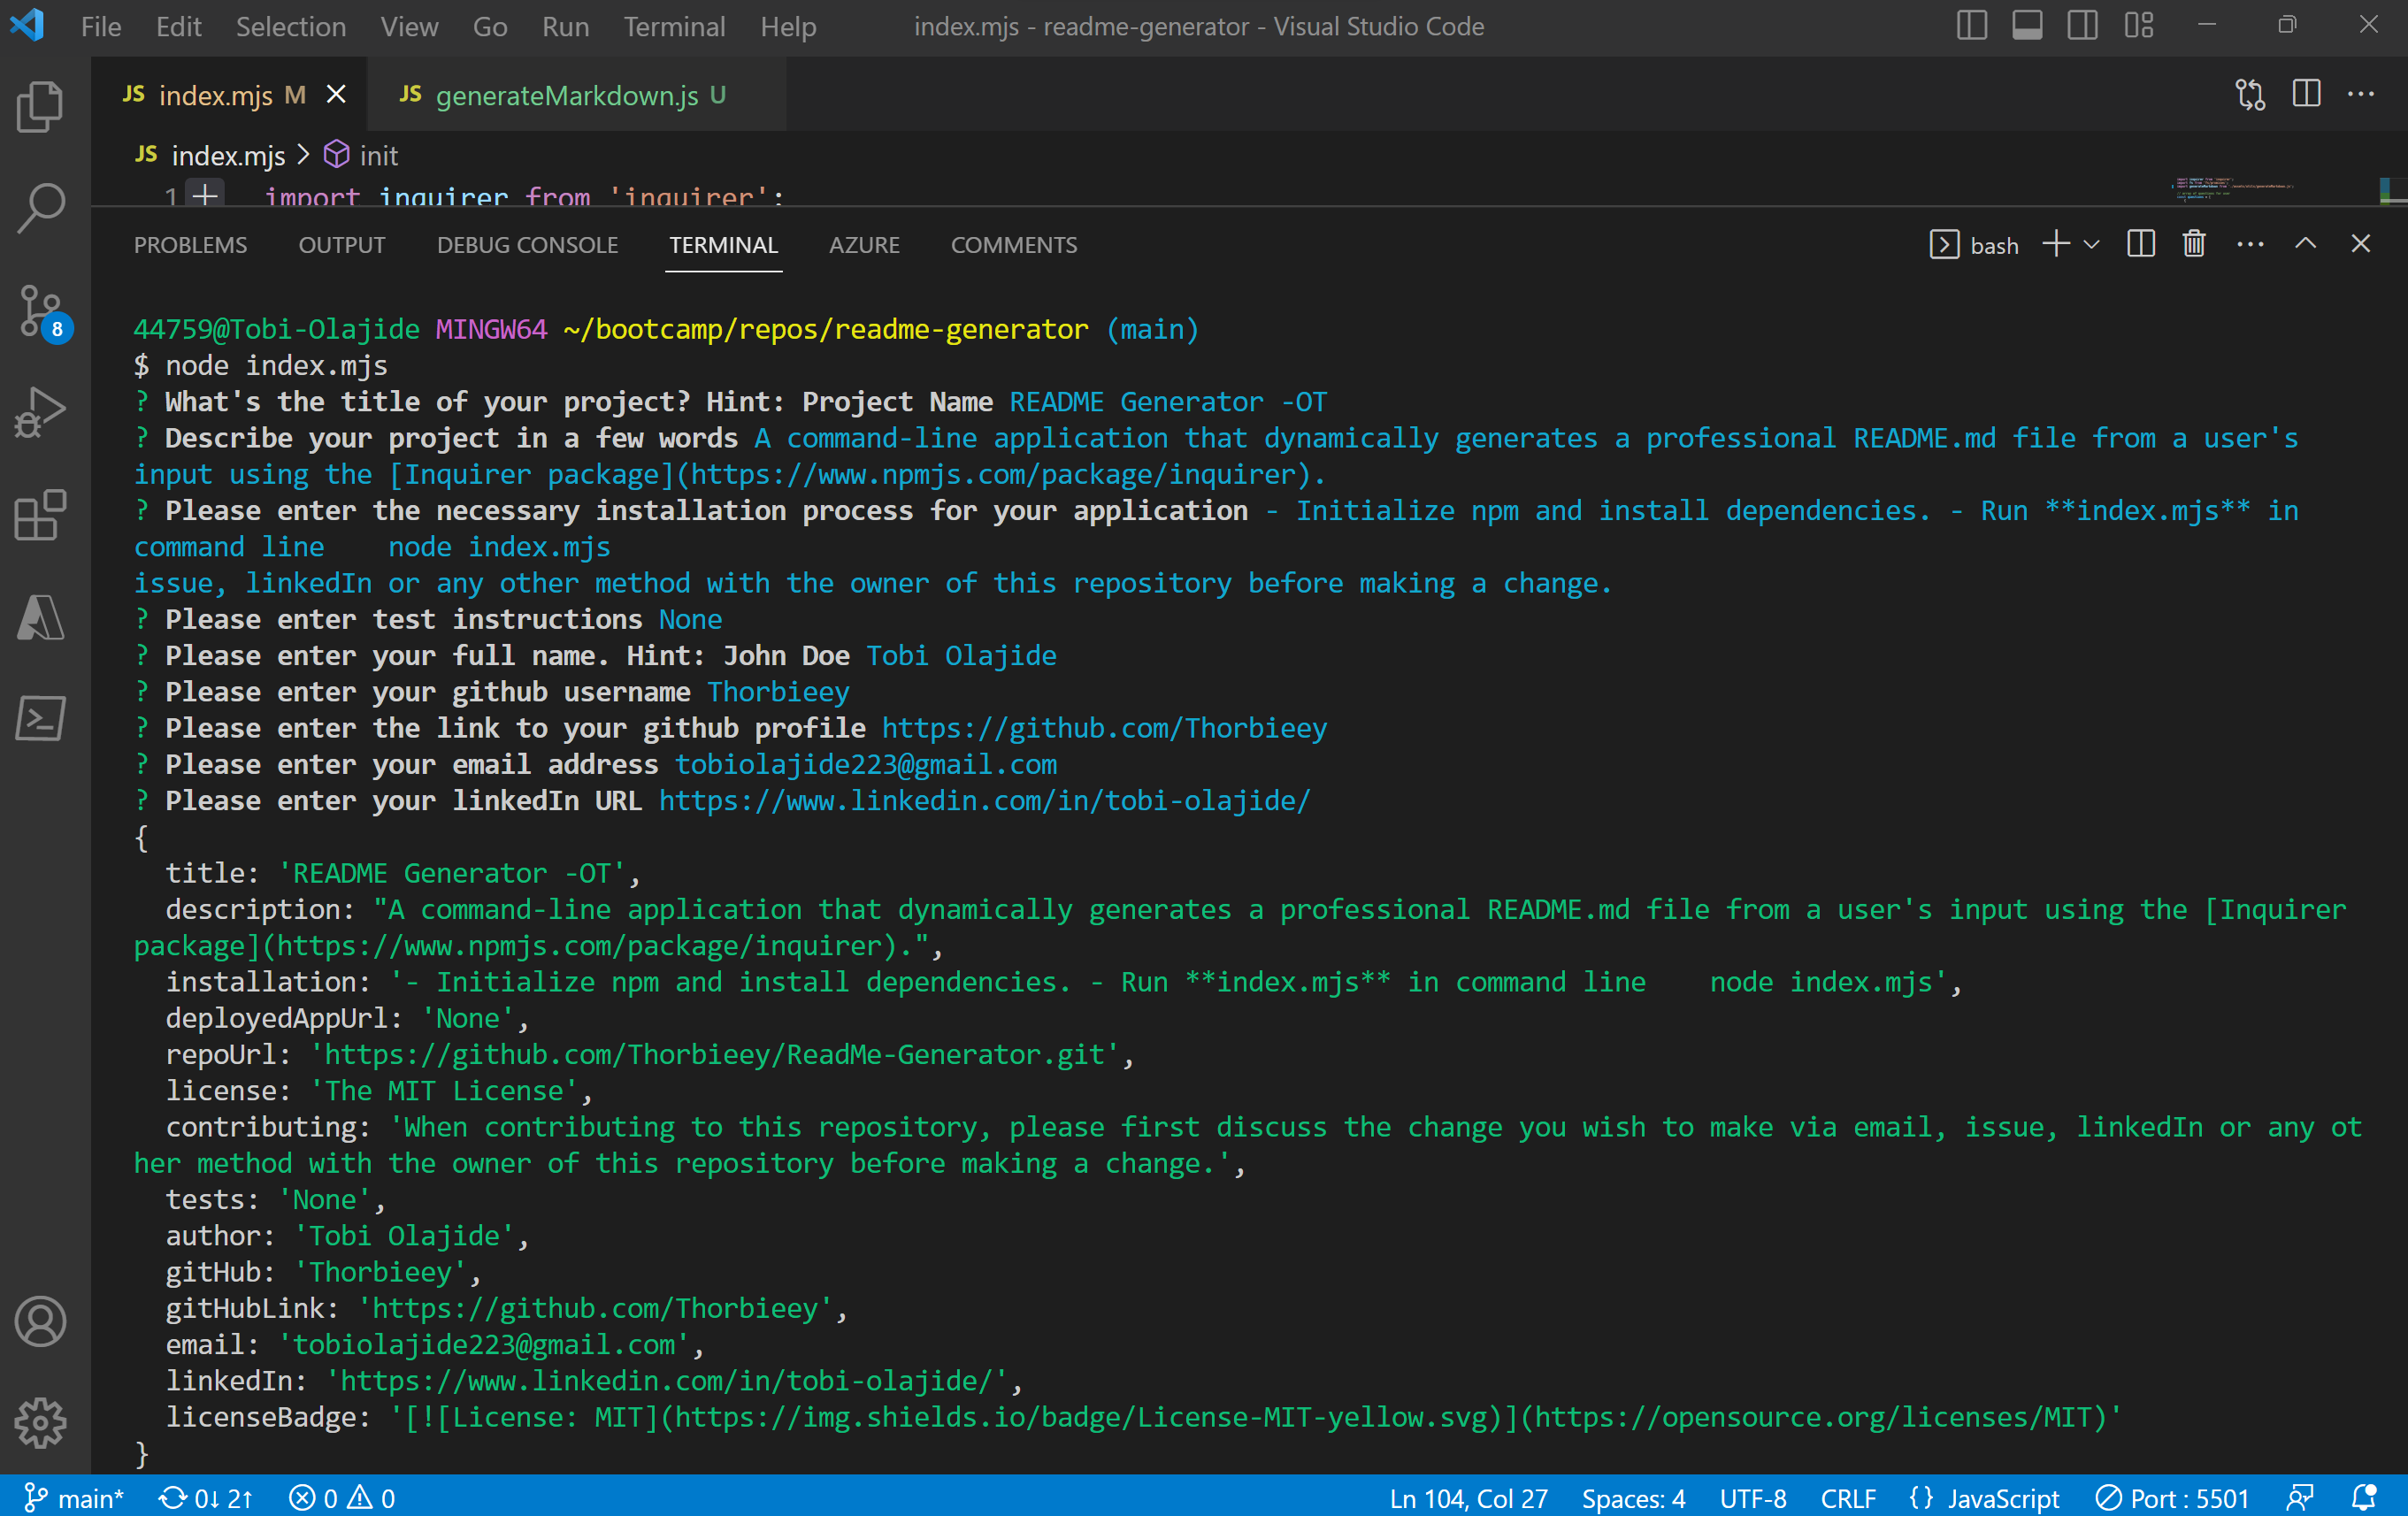 File Edit Selection View Go Run Terminal Help index.mjs - readme-generator - Visual Studio Code
JS index.mjs M JS generateMarkdown.js U
JS index.mjs > init
1 import inquirer from 'inquirer';
PROBLEMS OUTPUT DEBUG CONSOLE TERMINAL AZURE COMMENTS bash
8
44759@Tobi-Olajide MINGW64 ~/bootcamp/repos/readme-generator (main)
$ node index.mjs
? What's the title of your project? Hint: Project Name README Generator -OT
? Describe your project in a few words A command-line application that dynamically generates a professional README.md file from a user's
input using the [Inquirer package](https://www.npmjs.com/package/inquirer).
? Please enter the necessary installation process for your application - Initialize npm and install dependencies. - Run **index.mjs** in
command line    node index.mjs
issue, linkedIn or any other method with the owner of this repository before making a change.
? Please enter test instructions None
? Please enter your full name. Hint: John Doe Tobi Olajide
? Please enter your github username Thorbieey
? Please enter the link to your github profile https://github.com/Thorbieey
? Please enter your email address tobiolajide223@gmail.com
? Please enter your linkedIn URL https://www.linkedin.com/in/tobi-olajide/
{
  title: 'README Generator -OT',
  description: "A command-line application that dynamically generates a professional README.md file from a user's input using the [Inquirer
package](https://www.npmjs.com/package/inquirer).",
  installation: '- Initialize npm and install dependencies. - Run **index.mjs** in command line    node index.mjs',
  deployedAppUrl: 'None',
  repoUrl: 'https://github.com/Thorbieey/ReadMe-Generator.git',
  license: 'The MIT License',
  contributing: 'When contributing to this repository, please first discuss the change you wish to make via email, issue, linkedIn or any ot
her method with the owner of this repository before making a change.',
  tests: 'None',
  author: 'Tobi Olajide',
  gitHub: 'Thorbieey',
  gitHubLink: 'https://github.com/Thorbieey',
  email: 'tobiolajide223@gmail.com',
  linkedIn: 'https://www.linkedin.com/in/tobi-olajide/',
  licenseBadge: '[![License: MIT](https://img.shields.io/badge/License-MIT-yellow.svg)](https://opensource.org/licenses/MIT)'
}
main* 0↓ 2↑ 0 0 Ln 104, Col 27 Spaces: 4 UTF-8 CRLF {} JavaScript Port : 5501